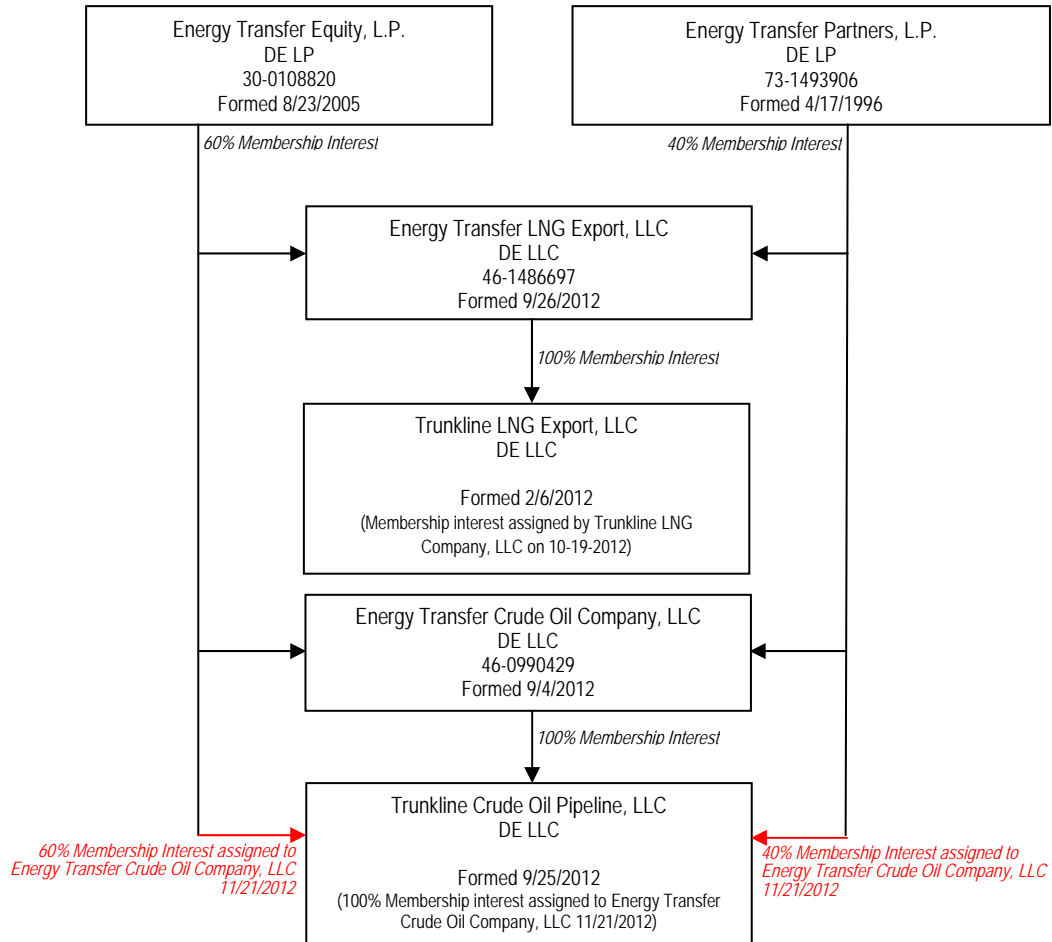 Energy Transfer Equity, L.P.
DE LP
30-0108820
Formed 8/23/2005
Energy Transfer Partners, L.P.
DE LP
73-1493906
Formed 4/17/1996
60% Membership Interest
40% Membership Interest
Energy Transfer LNG Export, LLC
DE LLC
46-1486697
Formed 9/26/2012
100% Membership Interest
Trunkline LNG Export, LLC
DE LLC
Formed 2/6/2012
(Membership interest assigned by Trunkline LNG
Company, LLC on 10-19-2012)
Energy Transfer Crude Oil Company, LLC
DE LLC
46-0990429
Formed 9/4/2012
100% Membership Interest
Trunkline Crude Oil Pipeline, LLC
DE LLC
Formed 9/25/2012
(100% Membership interest assigned to Energy Transfer
Crude Oil Company, LLC 11/21/2012)
60% Membership Interest assigned to
Energy Transfer Crude Oil Company, LLC
11/21/2012
40% Membership Interest assigned to
Energy Transfer Crude Oil Company, LLC
11/21/2012